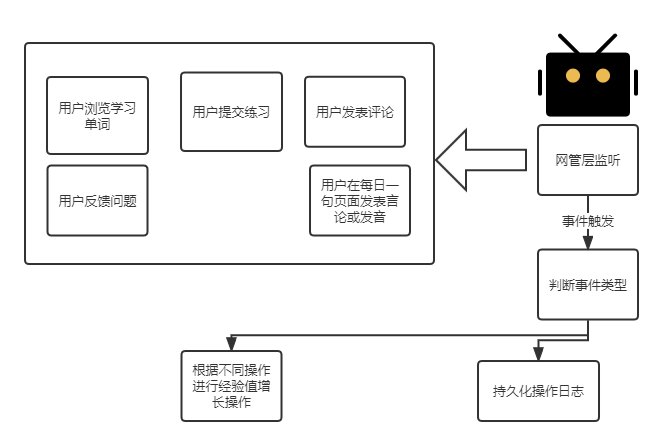 用户浏览学习
单词
用户提交练习
用户发表评论
用户反馈问题
用户在每日一
句页面发表言
论或发音
网管层监听
事件触发
判断事件类型
根据不同操作
进行经验值增
长操作
持久化操作日志